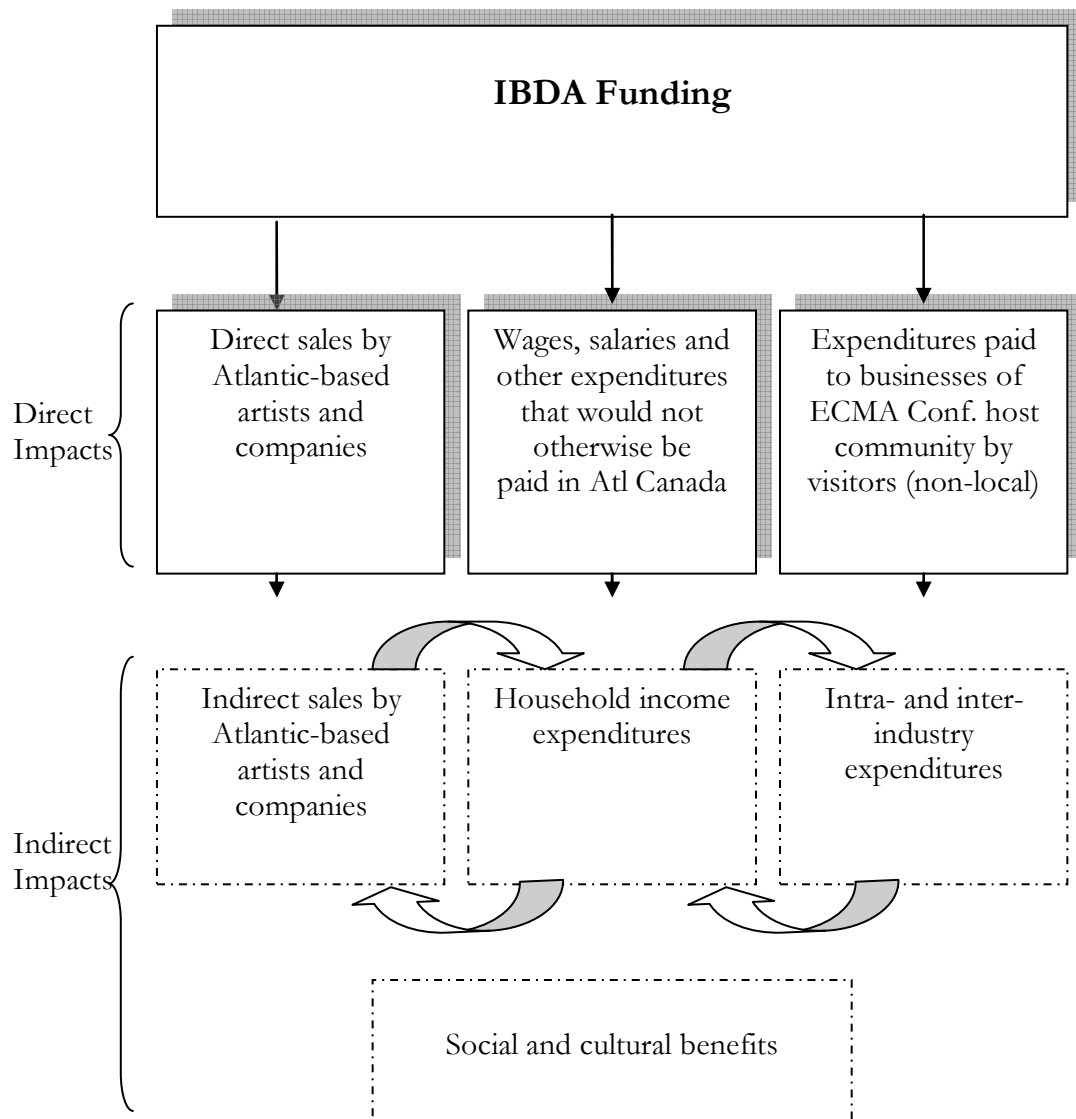 IBDA Funding
Direct
Impacts
Direct sales by
Atlantic-based
artists and
companies
Wages, salaries and
other expenditures
that would not
otherwise be
paid in Atl Canada
Expenditures paid
to businesses of
ECMA Conf. host
community by
visitors (non-local)
Indirect
Impacts
Indirect sales by
Atlantic-based
artists and
companies
Household income
expenditures
Intra- and inter-
industry
expenditures
Social and cultural benefits